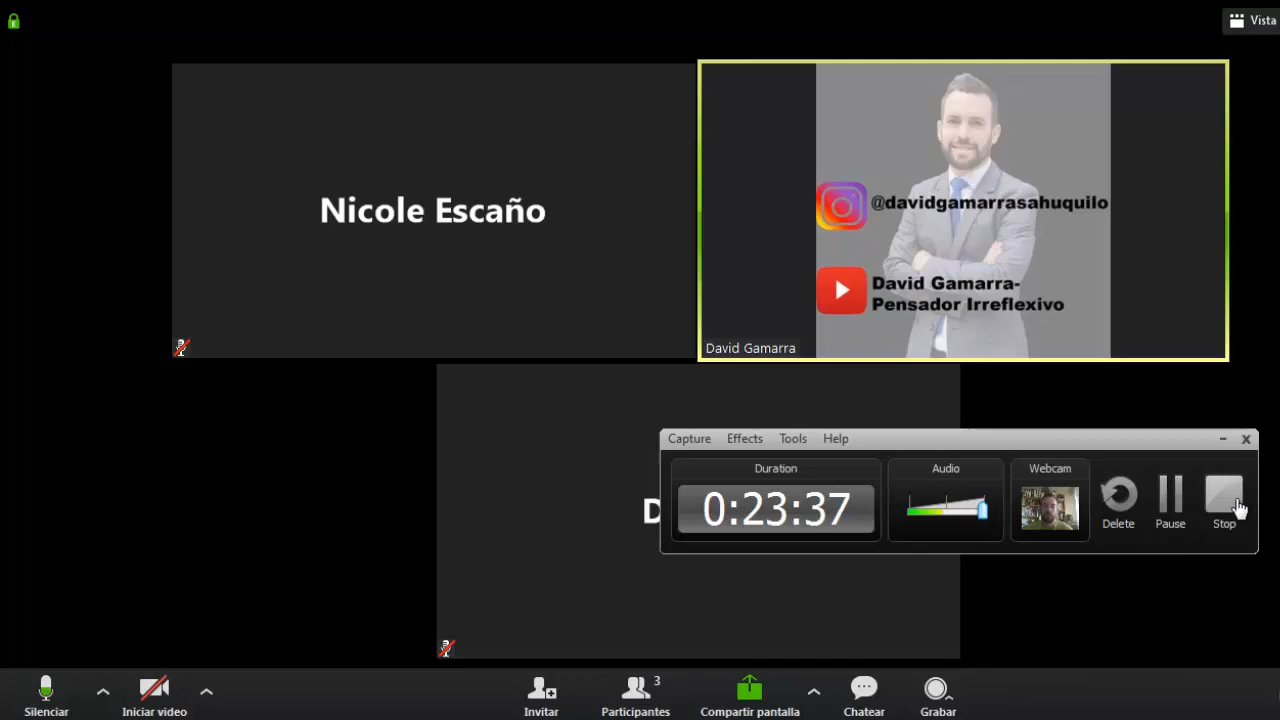 Vista
Nicole Escaño
@davidgamarrasahuquilo
David Gamarra-
Pensador Irreflexivo
David Gamarra
Capture Effects Tools Help
Duration
Audio
Webcam
0:23:37
D
Delete
Pause
Stop
Silenciar
Iniciar video
Invitar
3
Participantes
Compartir pantalla
Chatear
Grabar